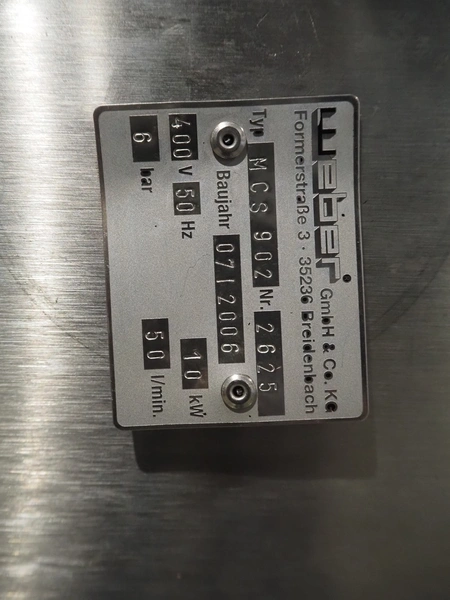 weber GmbH & Co. KG
Formerstraße 3 · 35236 Breidenbach
Typ MCS 902 Nr. 2625
Baujahr 07/2006
400 V 50 Hz 10 kW
6 bar 50 l/min.